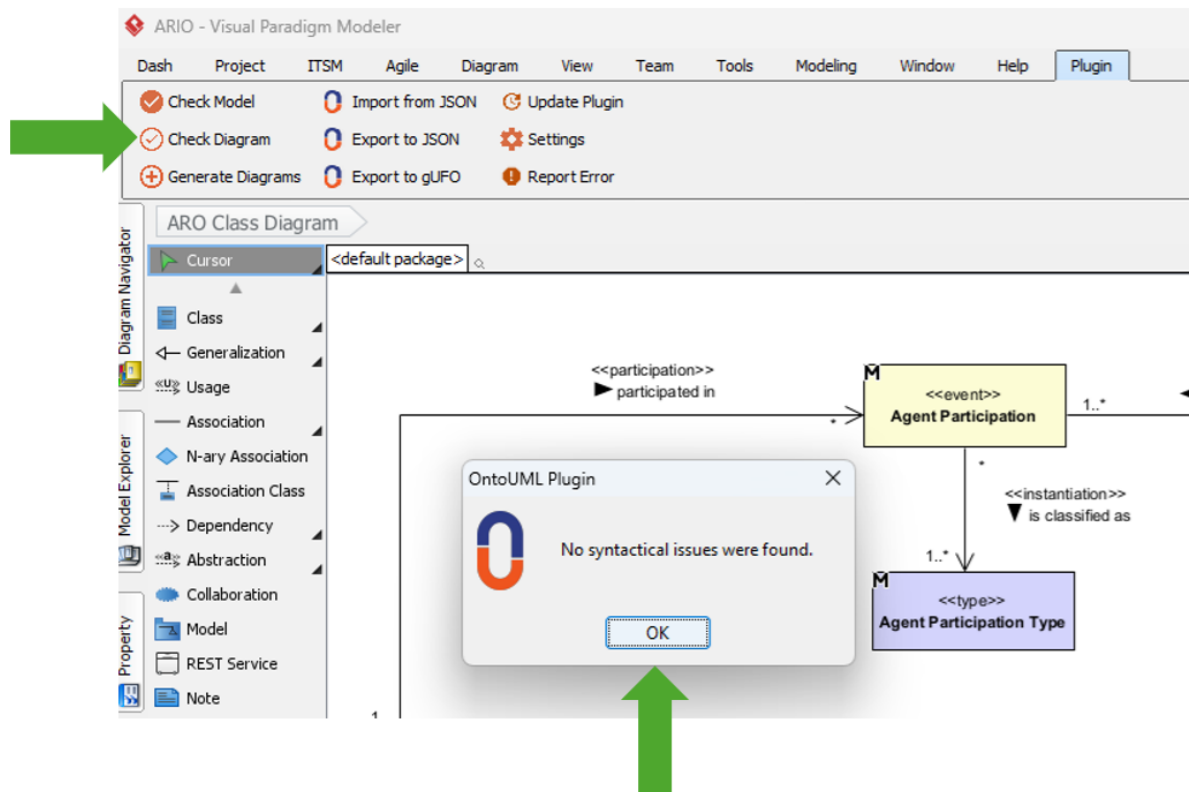 ARIO - Visual Paradigm Modeler
Dash Project ITSM Agile Diagram View Team Tools Modeling Window Help Plugin
Check Model Import from JSON Update Plugin
Check Diagram Export to JSON Settings
Generate Diagrams Export to gUFO Report Error
ARO Class Diagram
Diagram Navigator
Model Explorer
Property
Cursor
<default package>
Class
Generalization
Usage
Association
N-ary Association
Association Class
Dependency
Abstraction
Collaboration
Model
REST Service
Note
<<participation>>
participated in
*
M
<<event>>
Agent Participation
1..*
*
<<instantiation>>
is classified as
1..*
M
<<type>>
Agent Participation Type
1
OntoUML Plugin
No syntactical issues were found.
OK